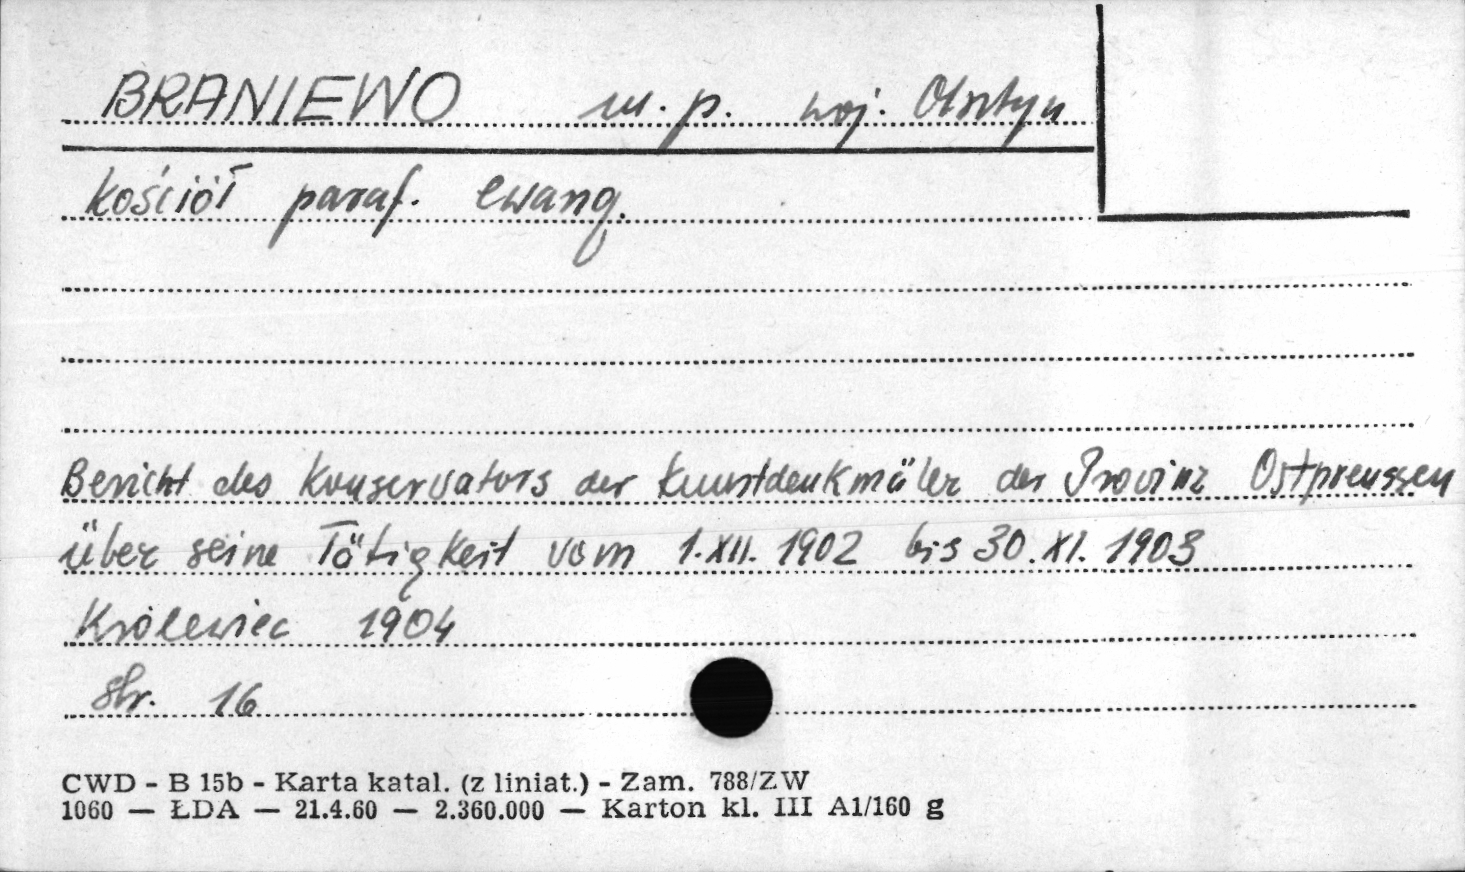 BRANIEWO m. p. woj. Olsztyn
kościół paraf. ewang.
Bericht des Konservators der Kunstdenkmäler der Provinz Ostpreussen
über seine Tätigkeit vom 1.XII. 1902 bis 30.XI. 1903
Królewiec 1904
str. 16
CWD - B 15b - Karta katal. (z liniat.) - Zam. 788/ZW
1060 — ŁDA — 21.4.60 — 2.360.000 — Karton kl. III A1/160 g